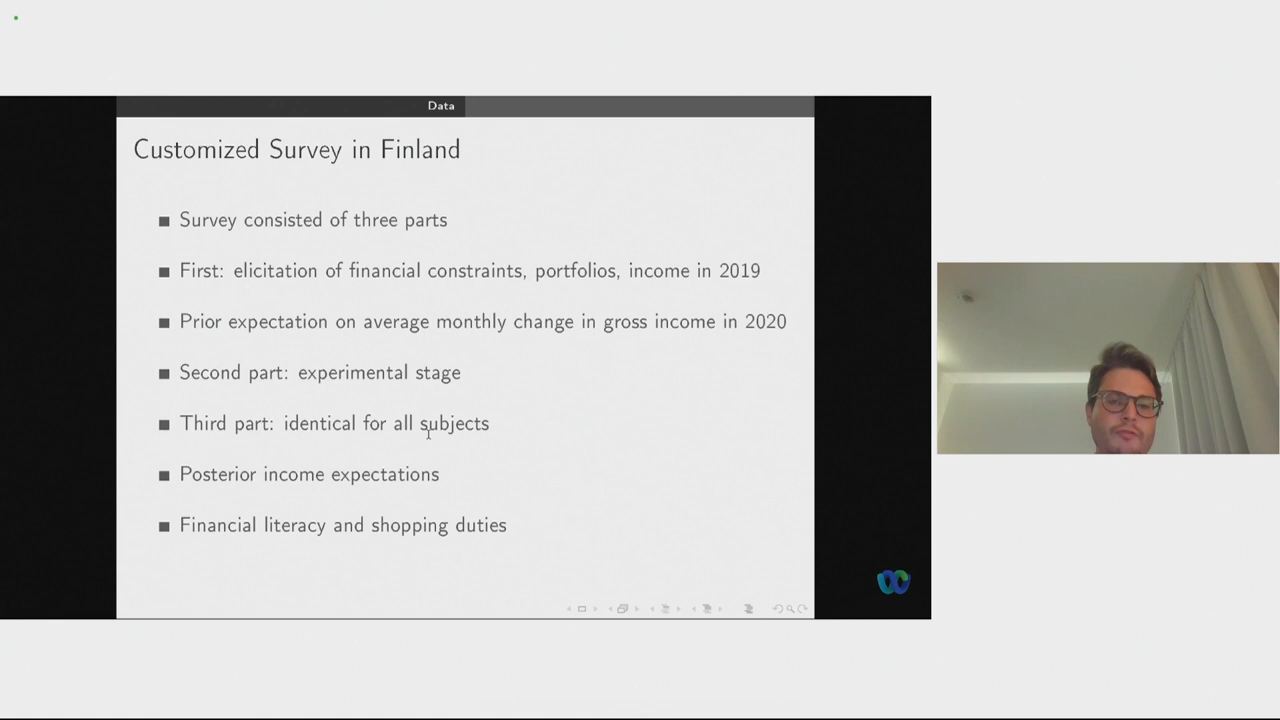 Data
Customized Survey in Finland
Survey consisted of three parts
First: elicitation of financial constraints, portfolios, income in 2019
Prior expectation on average monthly change in gross income in 2020
Second part: experimental stage
Third part: identical for all subjects
Posterior income expectations
Financial literacy and shopping duties